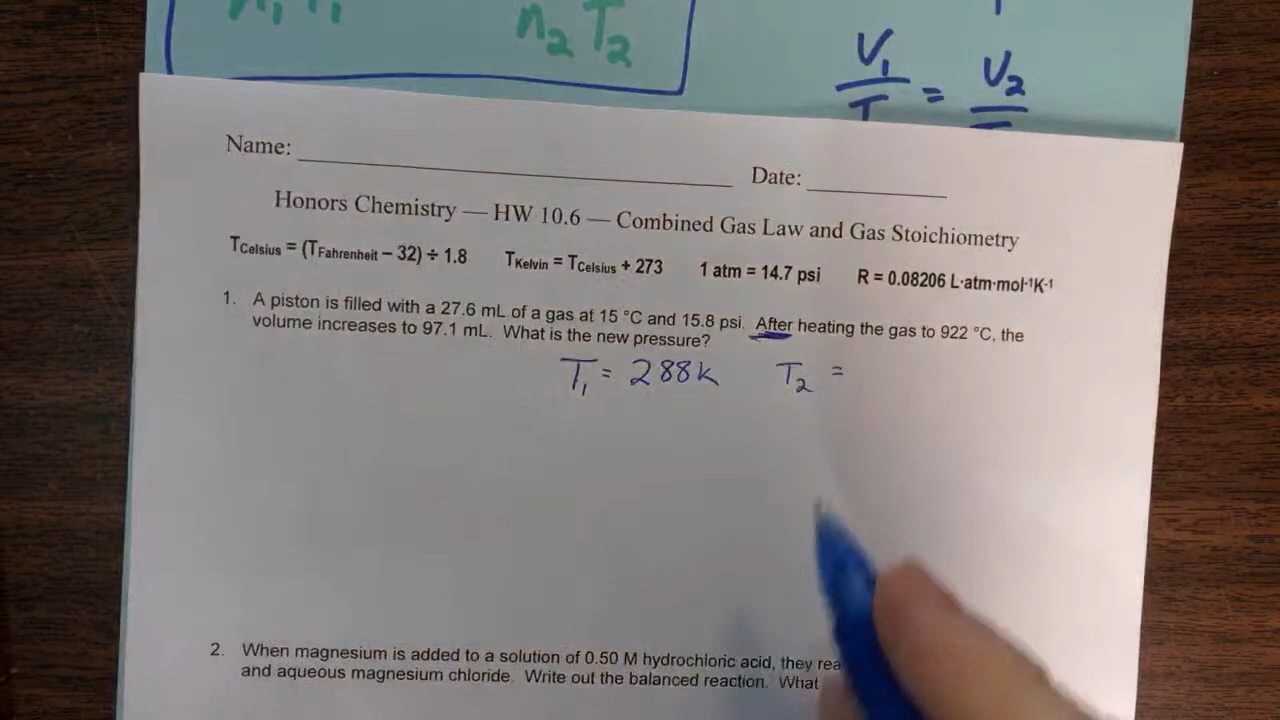 n₁ T₁ n₂ T₂
V₁ = V₂
T
Name: Date:
Honors Chemistry — HW 10.6 — Combined Gas Law and Gas Stoichiometry
TCelsius = (TFahrenheit – 32) ÷ 1.8 TKelvin = TCelsius + 273 1 atm = 14.7 psi R = 0.08206 L·atm·mol⁻¹K⁻¹
1. A piston is filled with a 27.6 mL of a gas at 15 °C and 15.8 psi. After heating the gas to 922 °C, the
volume increases to 97.1 mL. What is the new pressure?
T₁ = 288K T₂ =
2. When magnesium is added to a solution of 0.50 M hydrochloric acid, they
and aqueous magnesium chloride. Write out the balanced reaction. What